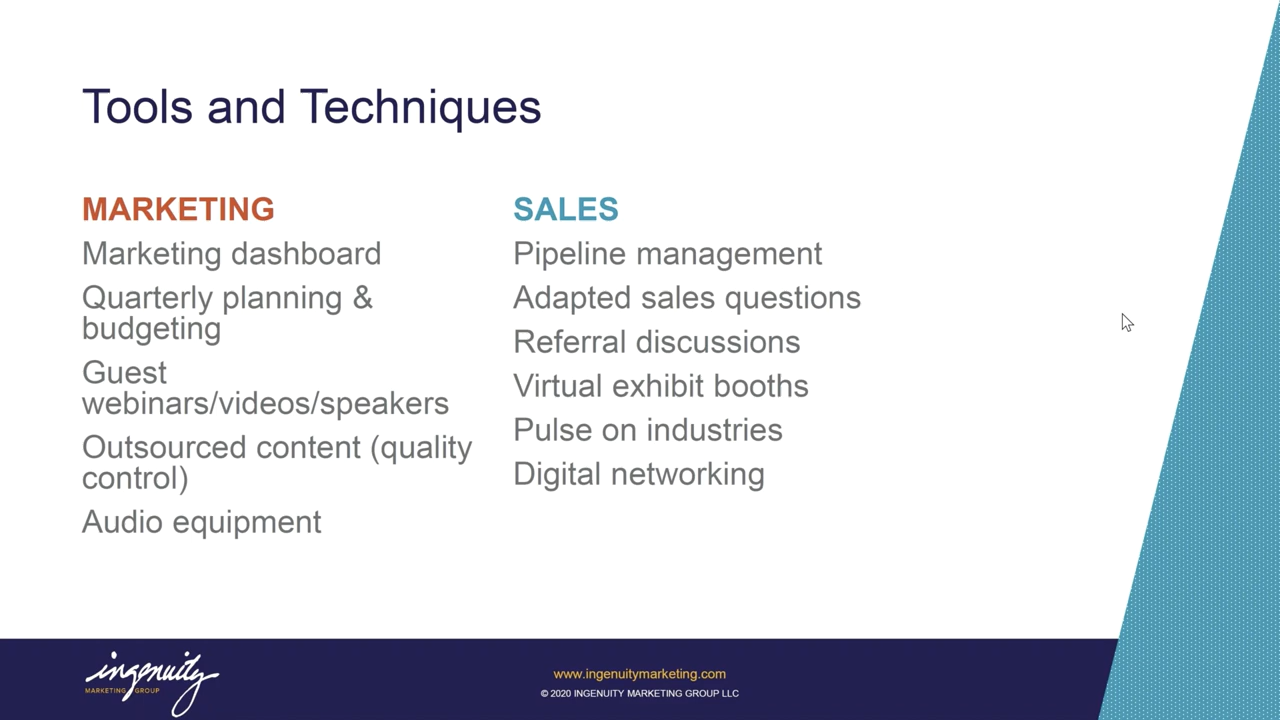 Tools and Techniques
MARKETING
Marketing dashboard
Quarterly planning &
budgeting
Guest
webinars/videos/speakers
Outsourced content (quality
control)
Audio equipment
SALES
Pipeline management
Adapted sales questions
Referral discussions
Virtual exhibit booths
Pulse on industries
Digital networking
ingenuity
MARKETING GROUP
www.ingenuitymarketing.com
© 2020 INGENUITY MARKETING GROUP LLC